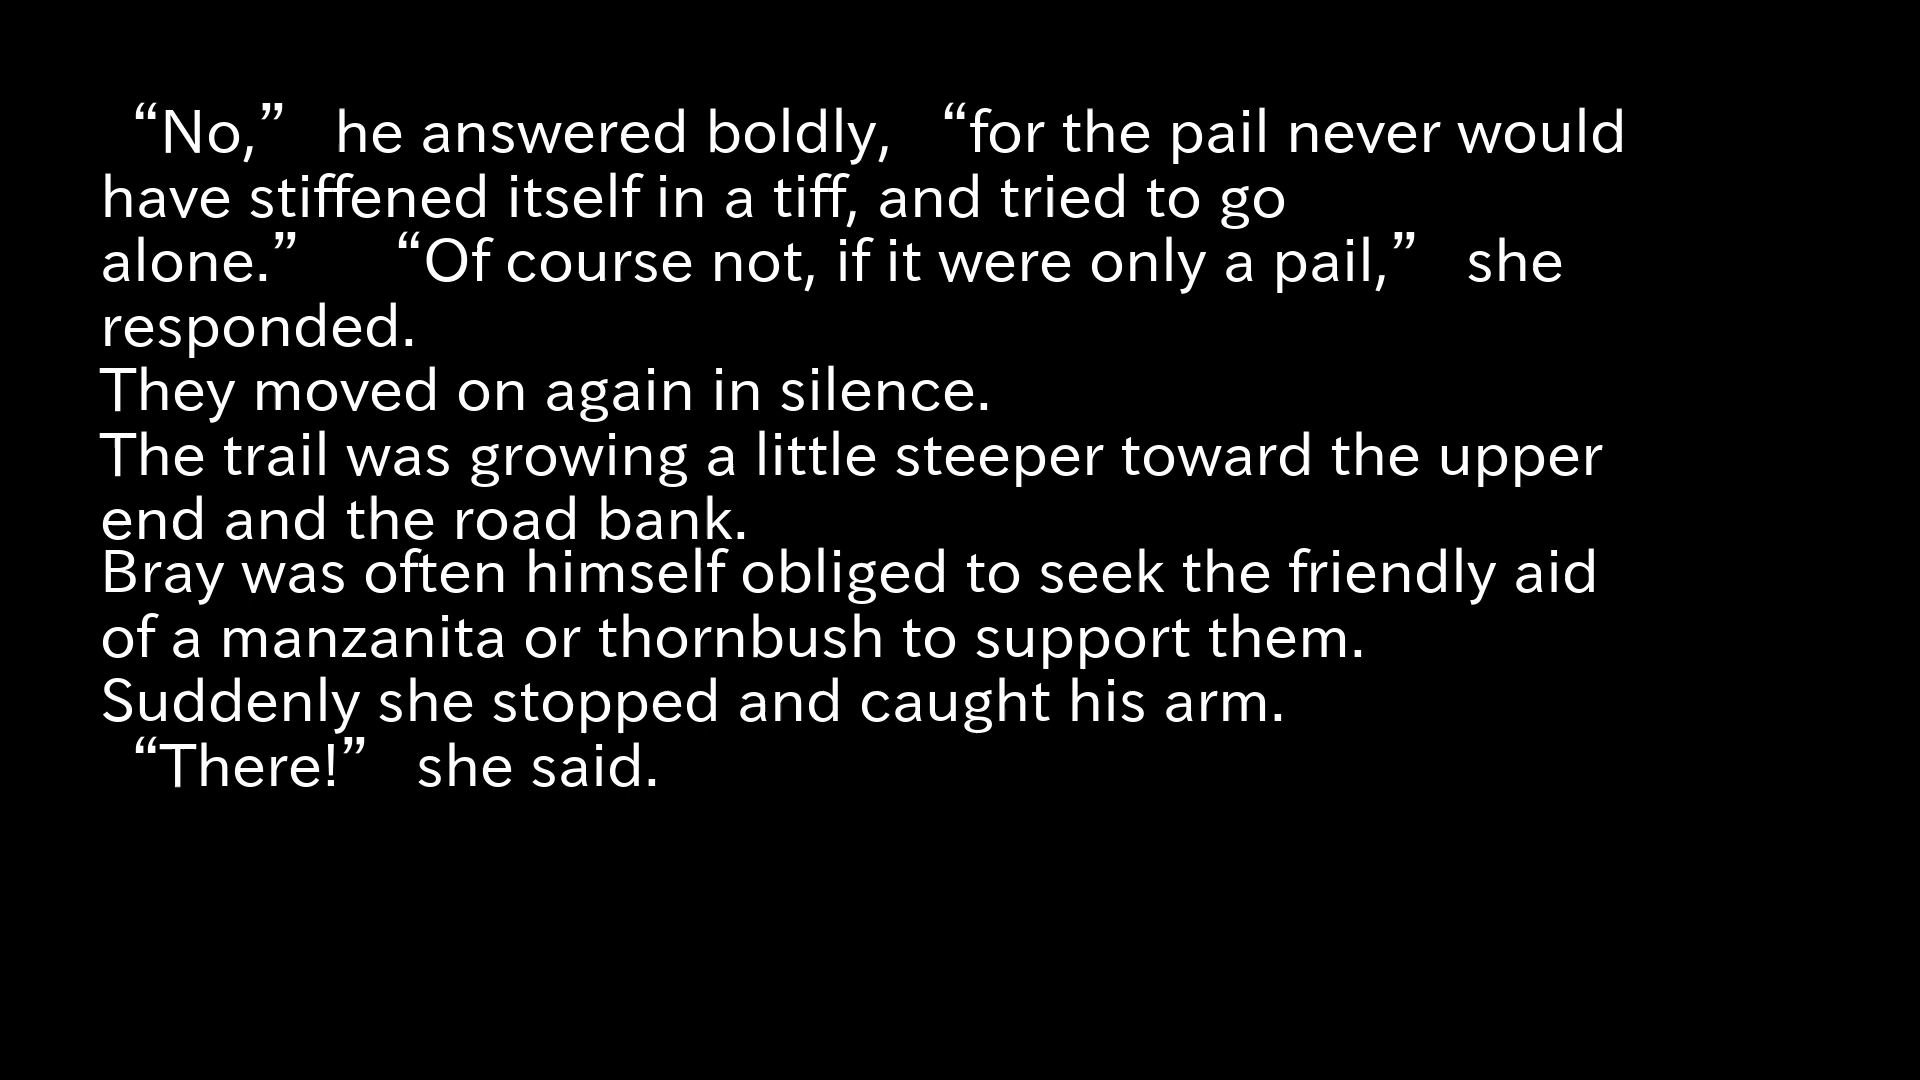 “No,” he answered boldly, “for the pail never would
have stiffened itself in a tiff, and tried to go
alone.” “Of course not, if it were only a pail,” she
responded.
They moved on again in silence.
The trail was growing a little steeper toward the upper
end and the road bank.
Bray was often himself obliged to seek the friendly aid
of a manzanita or thornbush to support them.
Suddenly she stopped and caught his arm.
“There!” she said.